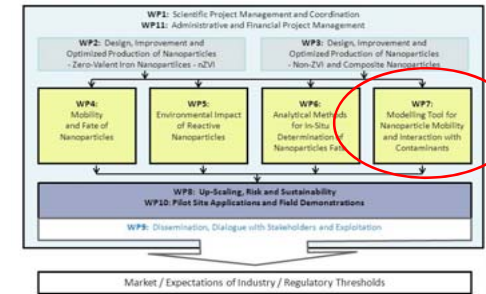 WP1: Scientific Project Management and Coordination
WP11: Administrative and Financial Project Management
WP2: Design, Improvement and
Optimized Production of Nanoparticles
- Zero-Valent Iron Nanoparticles - nZVI
WP3: Design, Improvement and
Optimized Production of Nanoparticles
- Non-ZVI and Composite Nanoparticles
WP4:
Mobility
and Fate of
Nanoparticles
WP5:
Environmental Impact
of Reactive
Nanoparticles
WP6:
Analytical Methods
for In-Situ
Determination of
Nanoparticles Fate
WP7:
Modelling Tool for
Nanoparticle Mobility
and Interaction with
Contaminants
WP8: Up-Scaling, Risk and Sustainability
WP10: Pilot Site Applications and Field Demonstrations
WP9: Dissemination, Dialogue with Stakeholders and Exploitation
Market / Expectations of Industry / Regulatory Thresholds